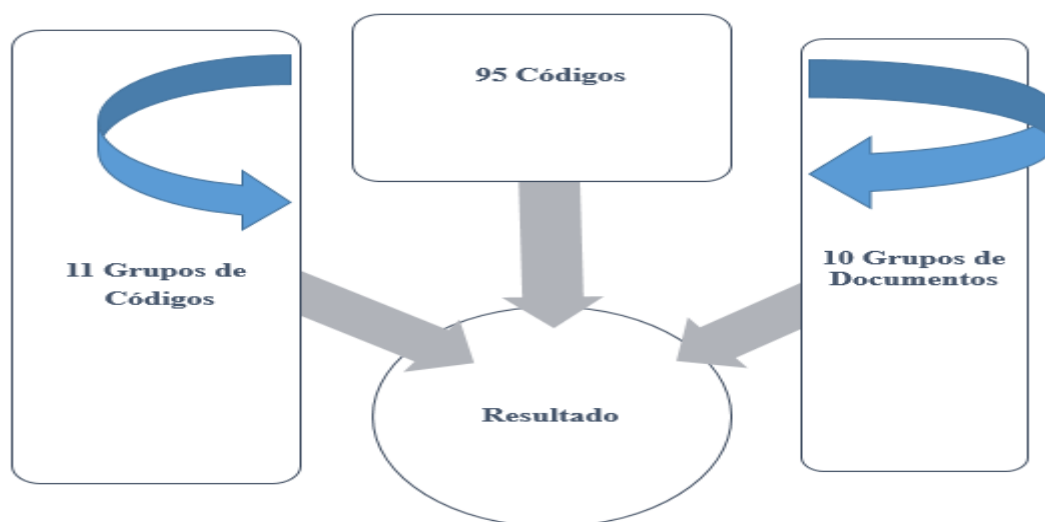 95 Códigos
11 Grupos de
Códigos
10 Grupos de
Documentos
Resultado